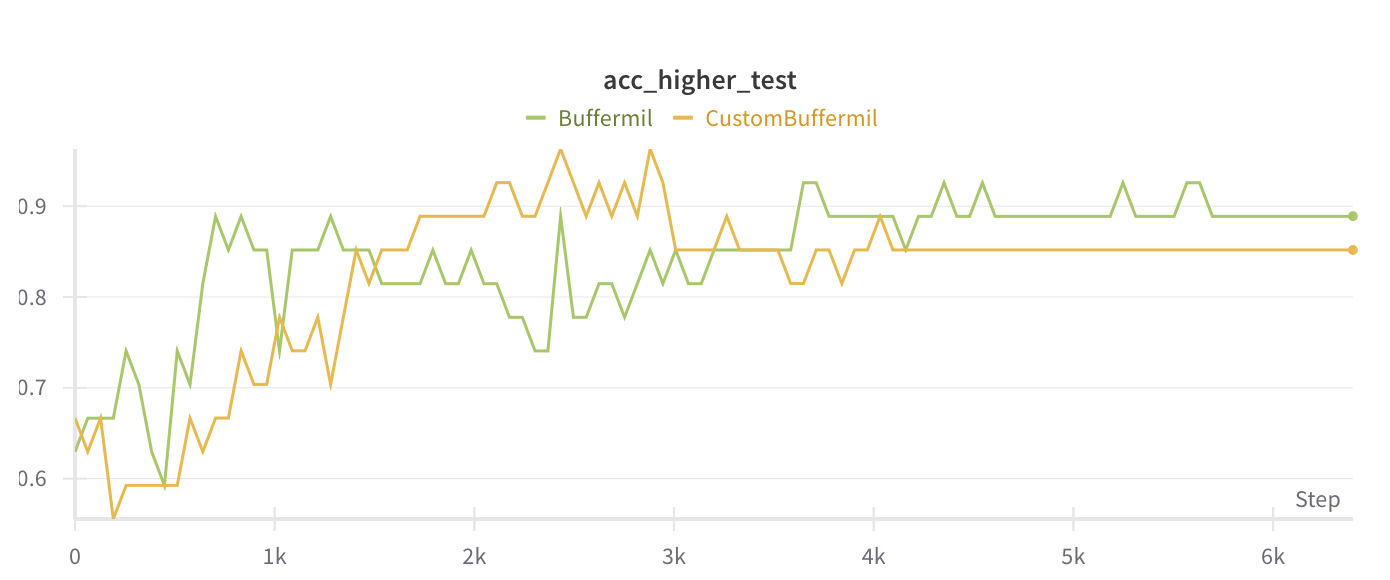 acc_higher_test
Buffermil CustomBuffermil
0.9
0.8
0.7
0.6
Step
0 1k 2k 3k 4k 5k 6k